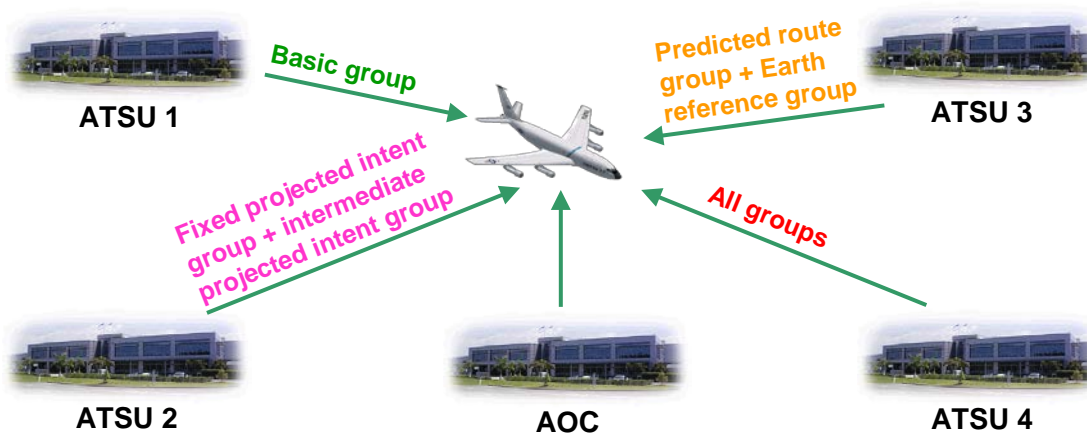 Basic group
ATSU 1
Predicted route
group + Earth
reference group
ATSU 3
Fixed projected intent
group + intermediate
projected intent group
All groups
ATSU 2
AOC
ATSU 4